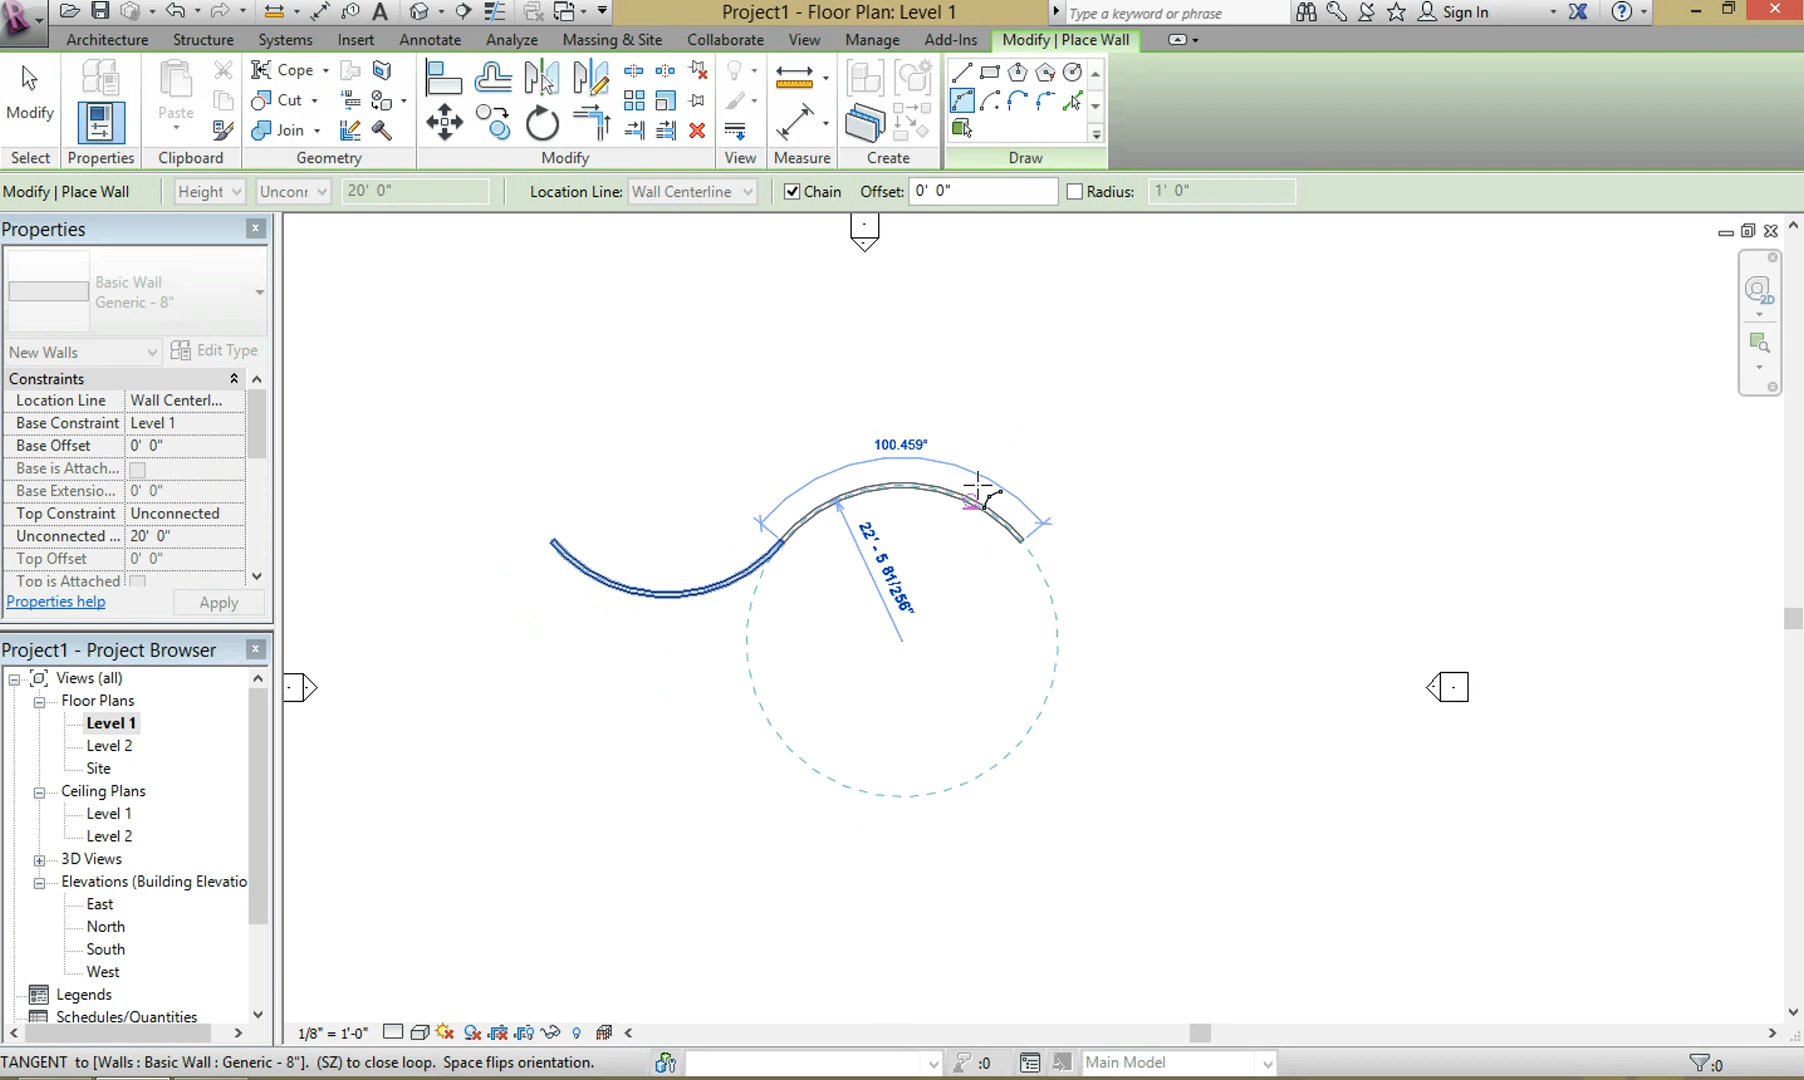 Project1 - Floor Plan: Level 1
Type a keyword or phrase
Sign In
Architecture
Structure
Systems
Insert
Annotate
Analyze
Massing & Site
Collaborate
View
Manage
Add-Ins
Modify | Place Wall
Modify
Paste
Cope
Cut
Join
Select
Properties
Clipboard
Geometry
Modify
View
Measure
Create
Draw
Modify | Place Wall
Height
Unconr
20' 0"
Location Line:
Wall Centerline
Chain
Offset:
0' 0"
Radius:
1' 0"
Properties
Basic Wall
Generic - 8"
New Walls
Edit Type
Constraints
Location Line Wall Centerl...
Base Constraint Level 1
Base Offset 0' 0"
Base is Attach...
Base Extensio... 0' 0"
Top Constraint Unconnected
Unconnected ... 20' 0"
Top Offset 0' 0"
Top is Attached
Properties help
Apply
2D
100.459°
22' - 5 81/256"
Project1 - Project Browser
Views (all)
Floor Plans
Level 1
Level 2
Site
Ceiling Plans
Level 1
Level 2
3D Views
Elevations (Building Elevatio
East
North
South
West
Legends
Schedules/Quantities
1/8" = 1'-0"
TANGENT to [Walls : Basic Wall : Generic - 8"]. (SZ) to close loop. Space flips orientation.
:0
Main Model
:0